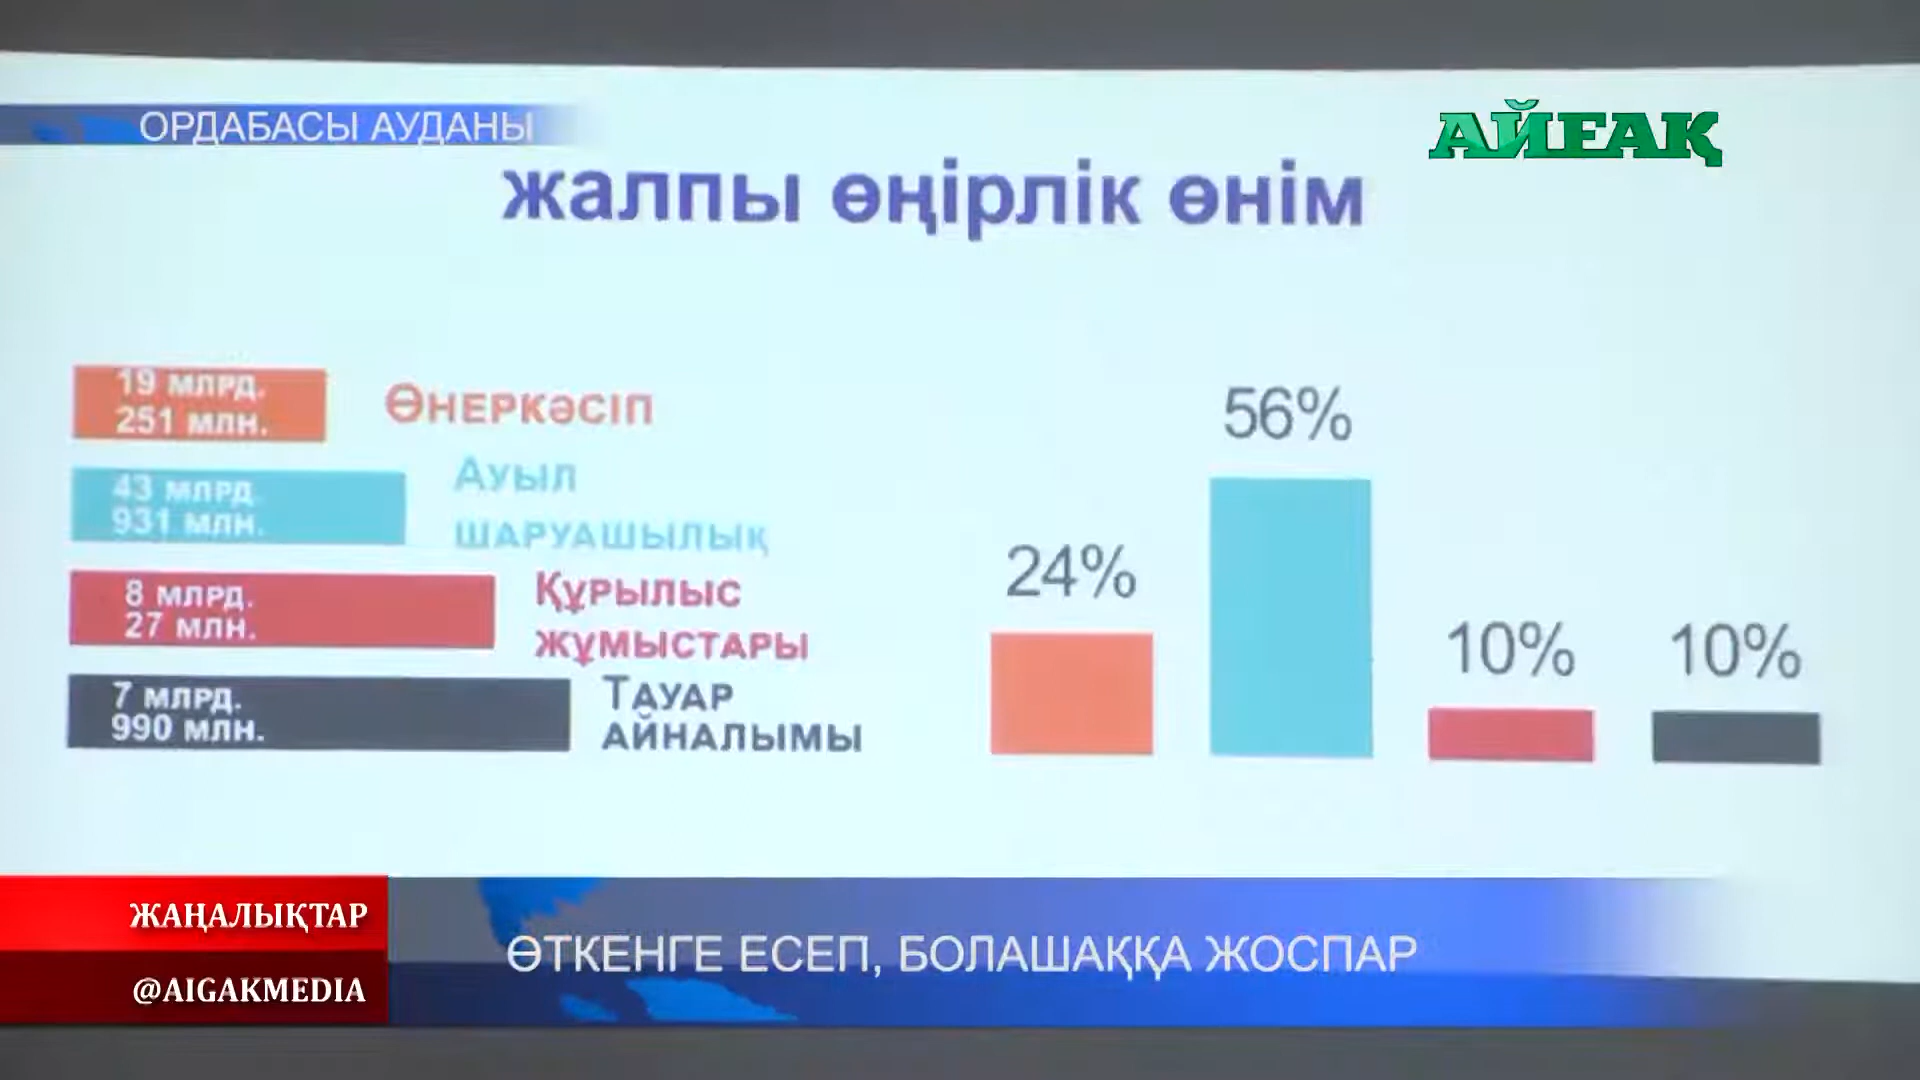 ОРДАБАСЫ АУДАНЫ
АЙҒАҚ
жалпы өңірлік өнім
19 МЛРД.
251 МЛН.
ӨНЕРКӘСІП
43 МЛРД.
931 МЛН.
АУЫЛ
ШАРУАШЫЛЫҚ
8 МЛРД.
27 МЛН.
ҚҰРЫЛЫС
ЖҰМЫСТАРЫ
7 МЛРД.
990 МЛН.
ТАУАР
АЙНАЛЫМЫ
24%
56%
10%
10%
ЖАҢАЛЫҚТАР
@AIGAKMEDIA
ӨТКЕНГЕ ЕСЕП, БОЛАШАҚҚА ЖОСПАР